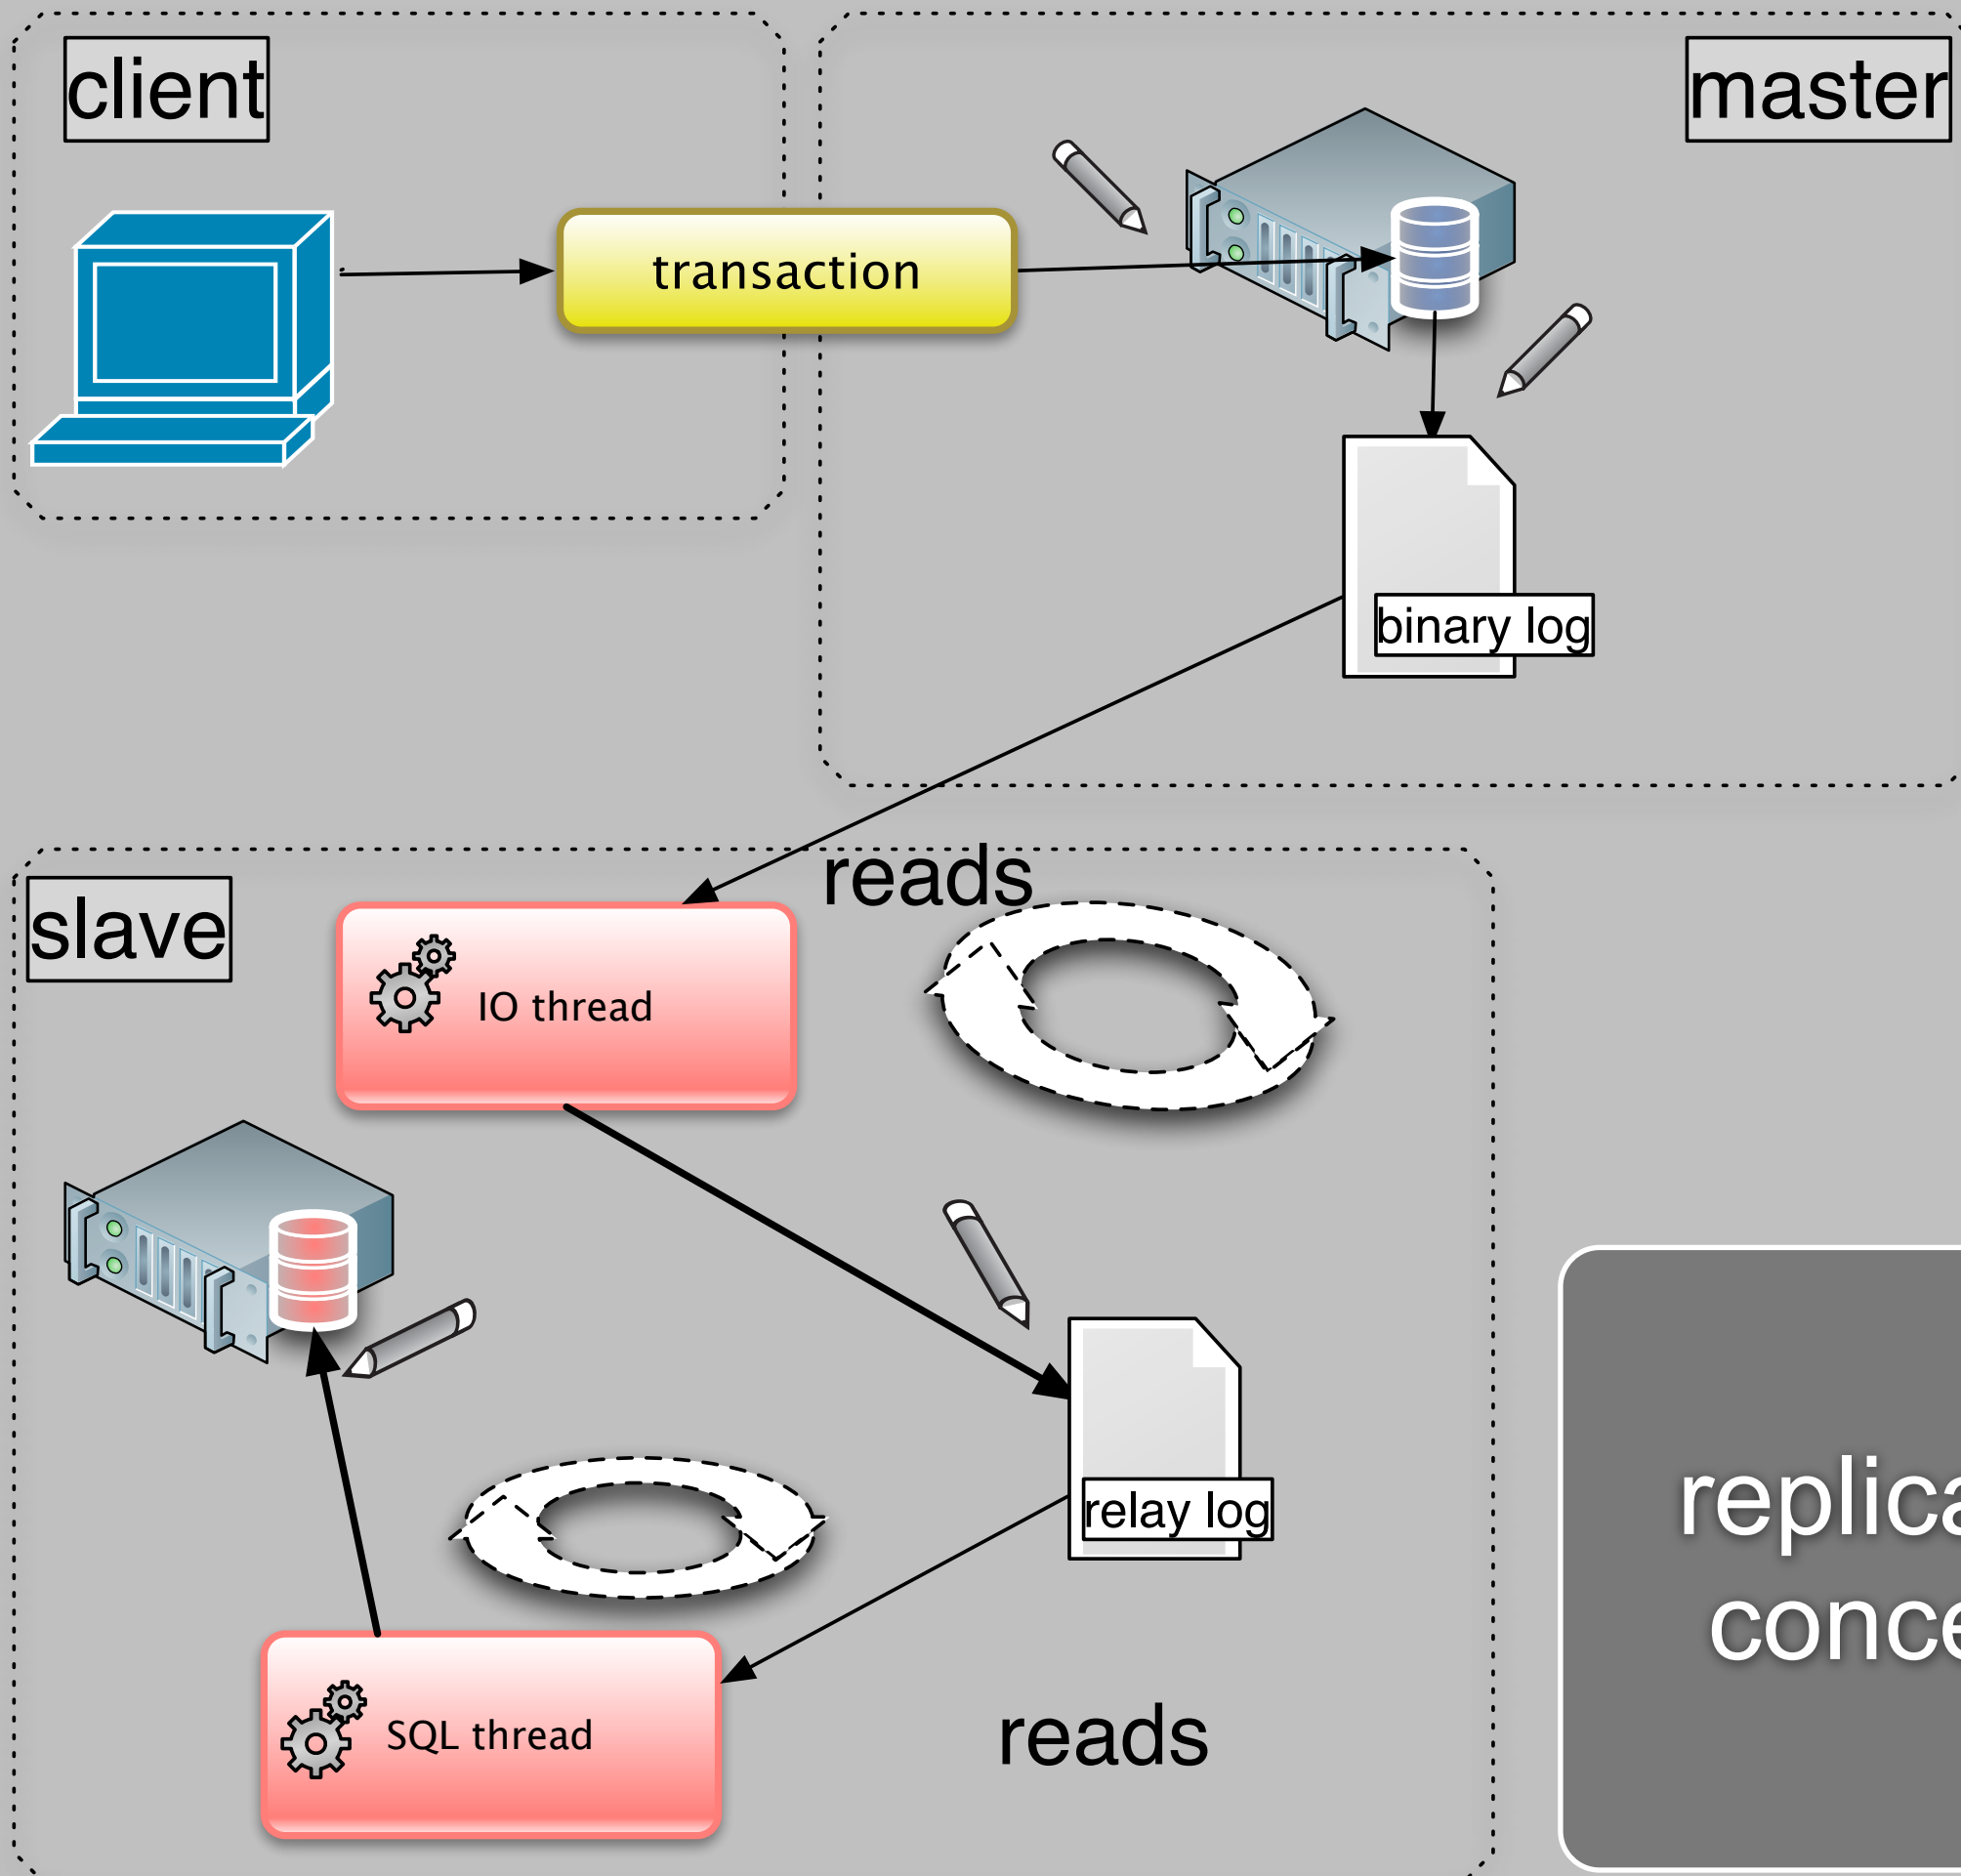 client
master
transaction
binary log
reads
slave
IO thread
relay log
SQL thread
reads